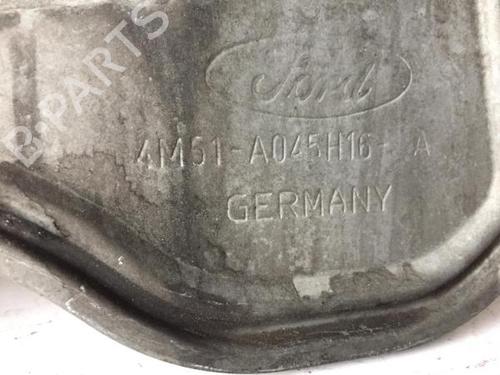 B-PARTS
Ford
4M51-A045H16- A
GERMANY